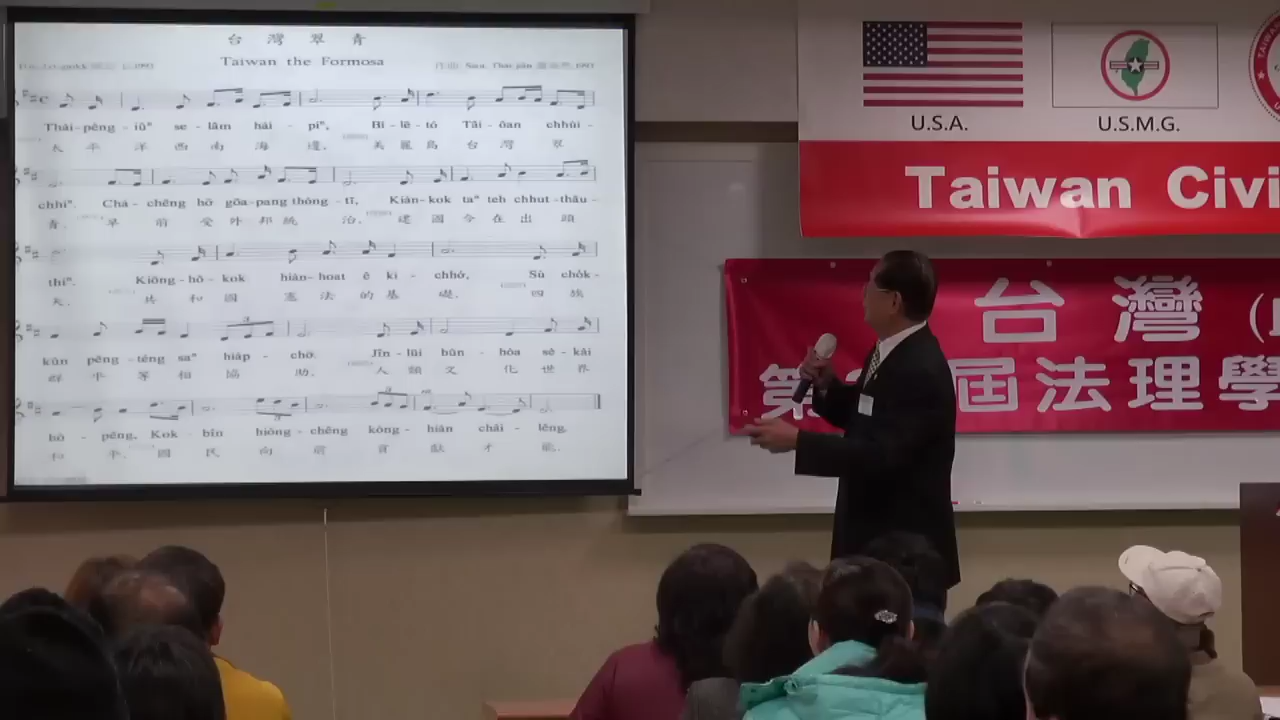 台 灣 翠 青
Taiwan the Formosa
Thài-pêng - iûⁿ se - lâm hái - piⁿ, Bí - lē - tó Tâi - ôan chhùi -
太 平 洋 西 南 海 邊, 美 麗 島 台 灣 翠
chhiⁿ. Chá - chêng hō͘ gōa-pang thóng - tī, Kiàn-kok taⁿ teh chhut-thâu-
青. 早 前 受 外 邦 統 治, 建 國 今 在 出 頭
thiⁿ. Kiōng - hô - kok hiàn-hoat ê ki - chhó͘, Sù cho̍k -
天. 共 和 國 憲 法 的 基 礎, 四 族
kûn pêng - téng saⁿ hia̍p - chō͘. Jîn - lūi bûn - hòa sè - kài
群 平 等 相 協 助. 人 類 文 化 世 界
hô - pêng, Kok - bîn hiòng - chêng kòng - hiàn châi - lêng.
和 平, 國 民 向 前 貢 獻 才 能.
U.S.A.
U.S.M.G.
Taiwan Civi
台 灣 (
第 屆法理學